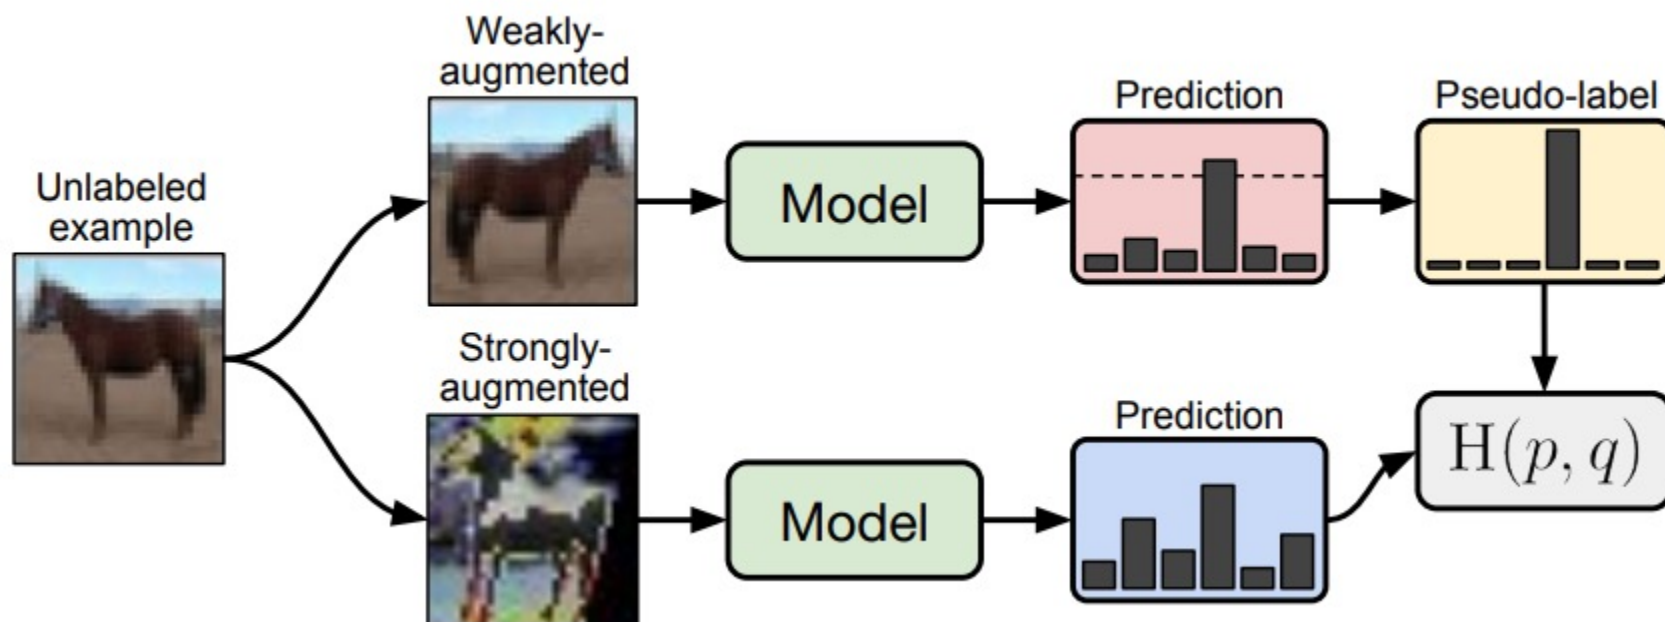 Unlabeled
example
Weakly-
augmented
Model
Prediction
Pseudo-label
Strongly-
augmented
Model
Prediction
H(p, q)